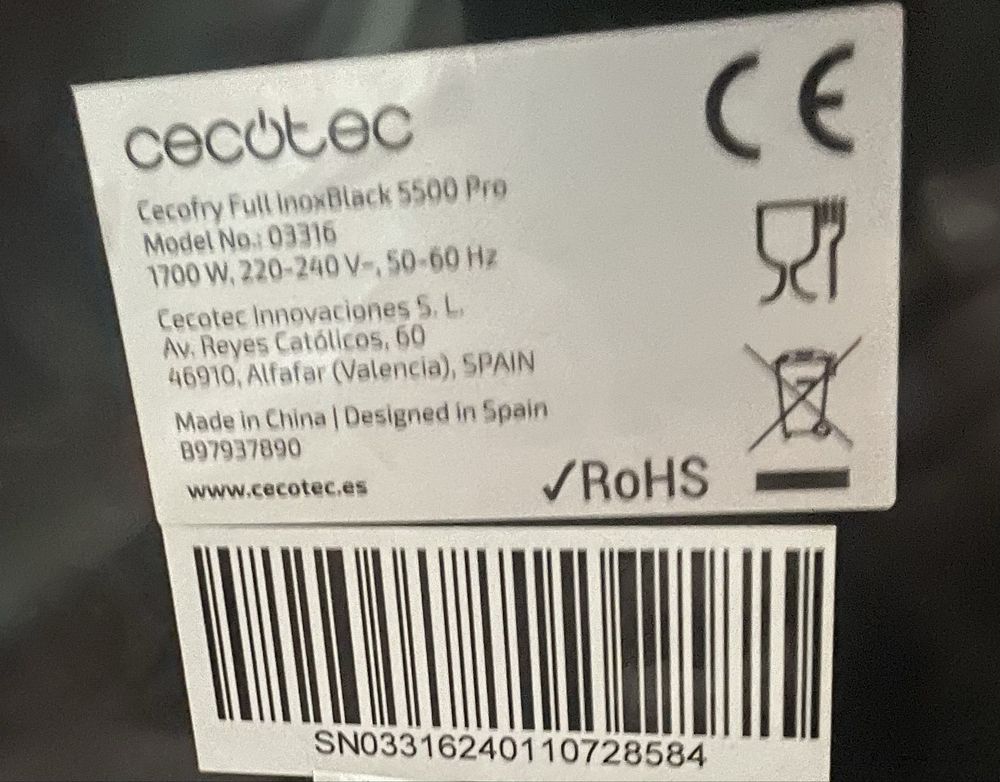 cecotec
Cecofry Full InoxBlack 5500 Pro
Model No.: 03316
1700 W, 220-240 V~, 50-60 Hz
Cecotec Innovaciones S. L.
Av. Reyes Católicos, 60
46910, Alfafar (Valencia), SPAIN
Made in China | Designed in Spain
B97937890
www.cecotec.es
CE
✓RoHS
SN03316240110728584